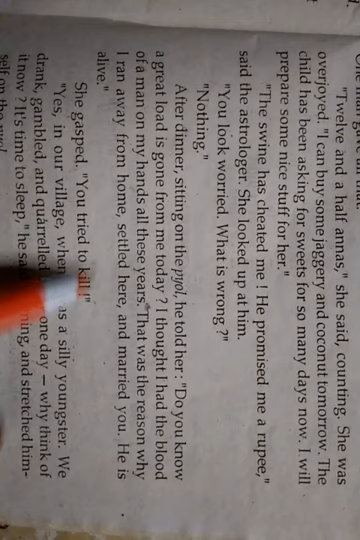 "Twelve and a half annas," she said, counting. She was
overjoyed. "I can buy some jaggery and coconut tomorrow. The
child has been asking for sweets for so many days now. I will
prepare some nice stuff for her."
"The swine has cheated me ! He promised me a rupee,"
said the astrologer. She looked up at him.
"You look worried. What is wrong ?"
"Nothing."
After dinner, sitting on the pyol, he told her : "Do you know
a great load is gone from me today ? I thought I had the blood
of a man on my hands all these years. That was the reason why
I ran away from home, settled here, and married you. He is
alive."
She gasped. "You tried to kill!"
"Yes, in our village, when as a silly youngster. We
drank, gambled, and quarrelled one day — why think of
it now ? It's time to sleep," he ning, and stretched him-
self on the pyol.